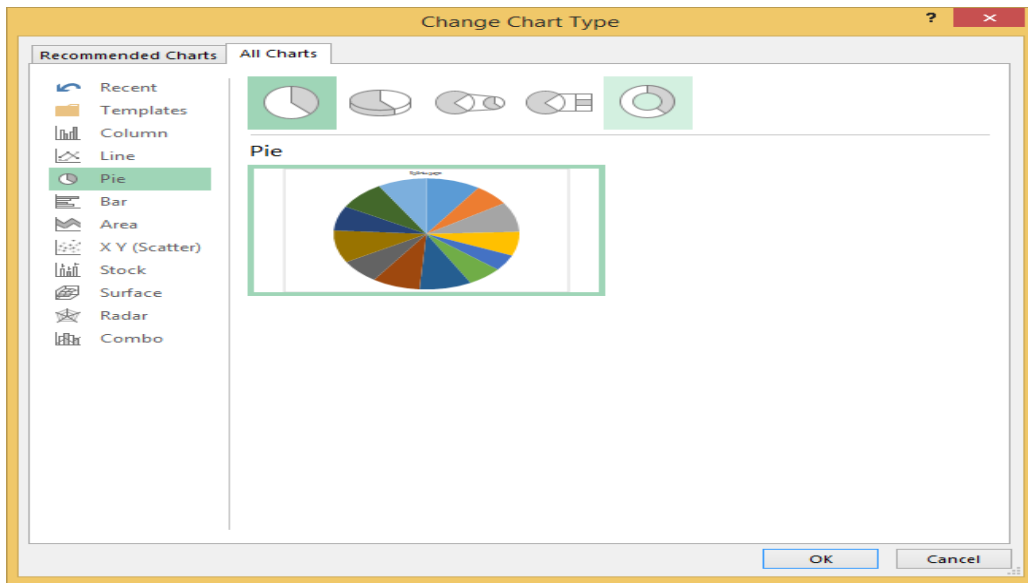 Change Chart Type
?
Recommended Charts
All Charts
Recent
Templates
Column
Line
Pie
Bar
Area
X Y (Scatter)
Stock
Surface
Radar
Combo
Pie
OK
Cancel